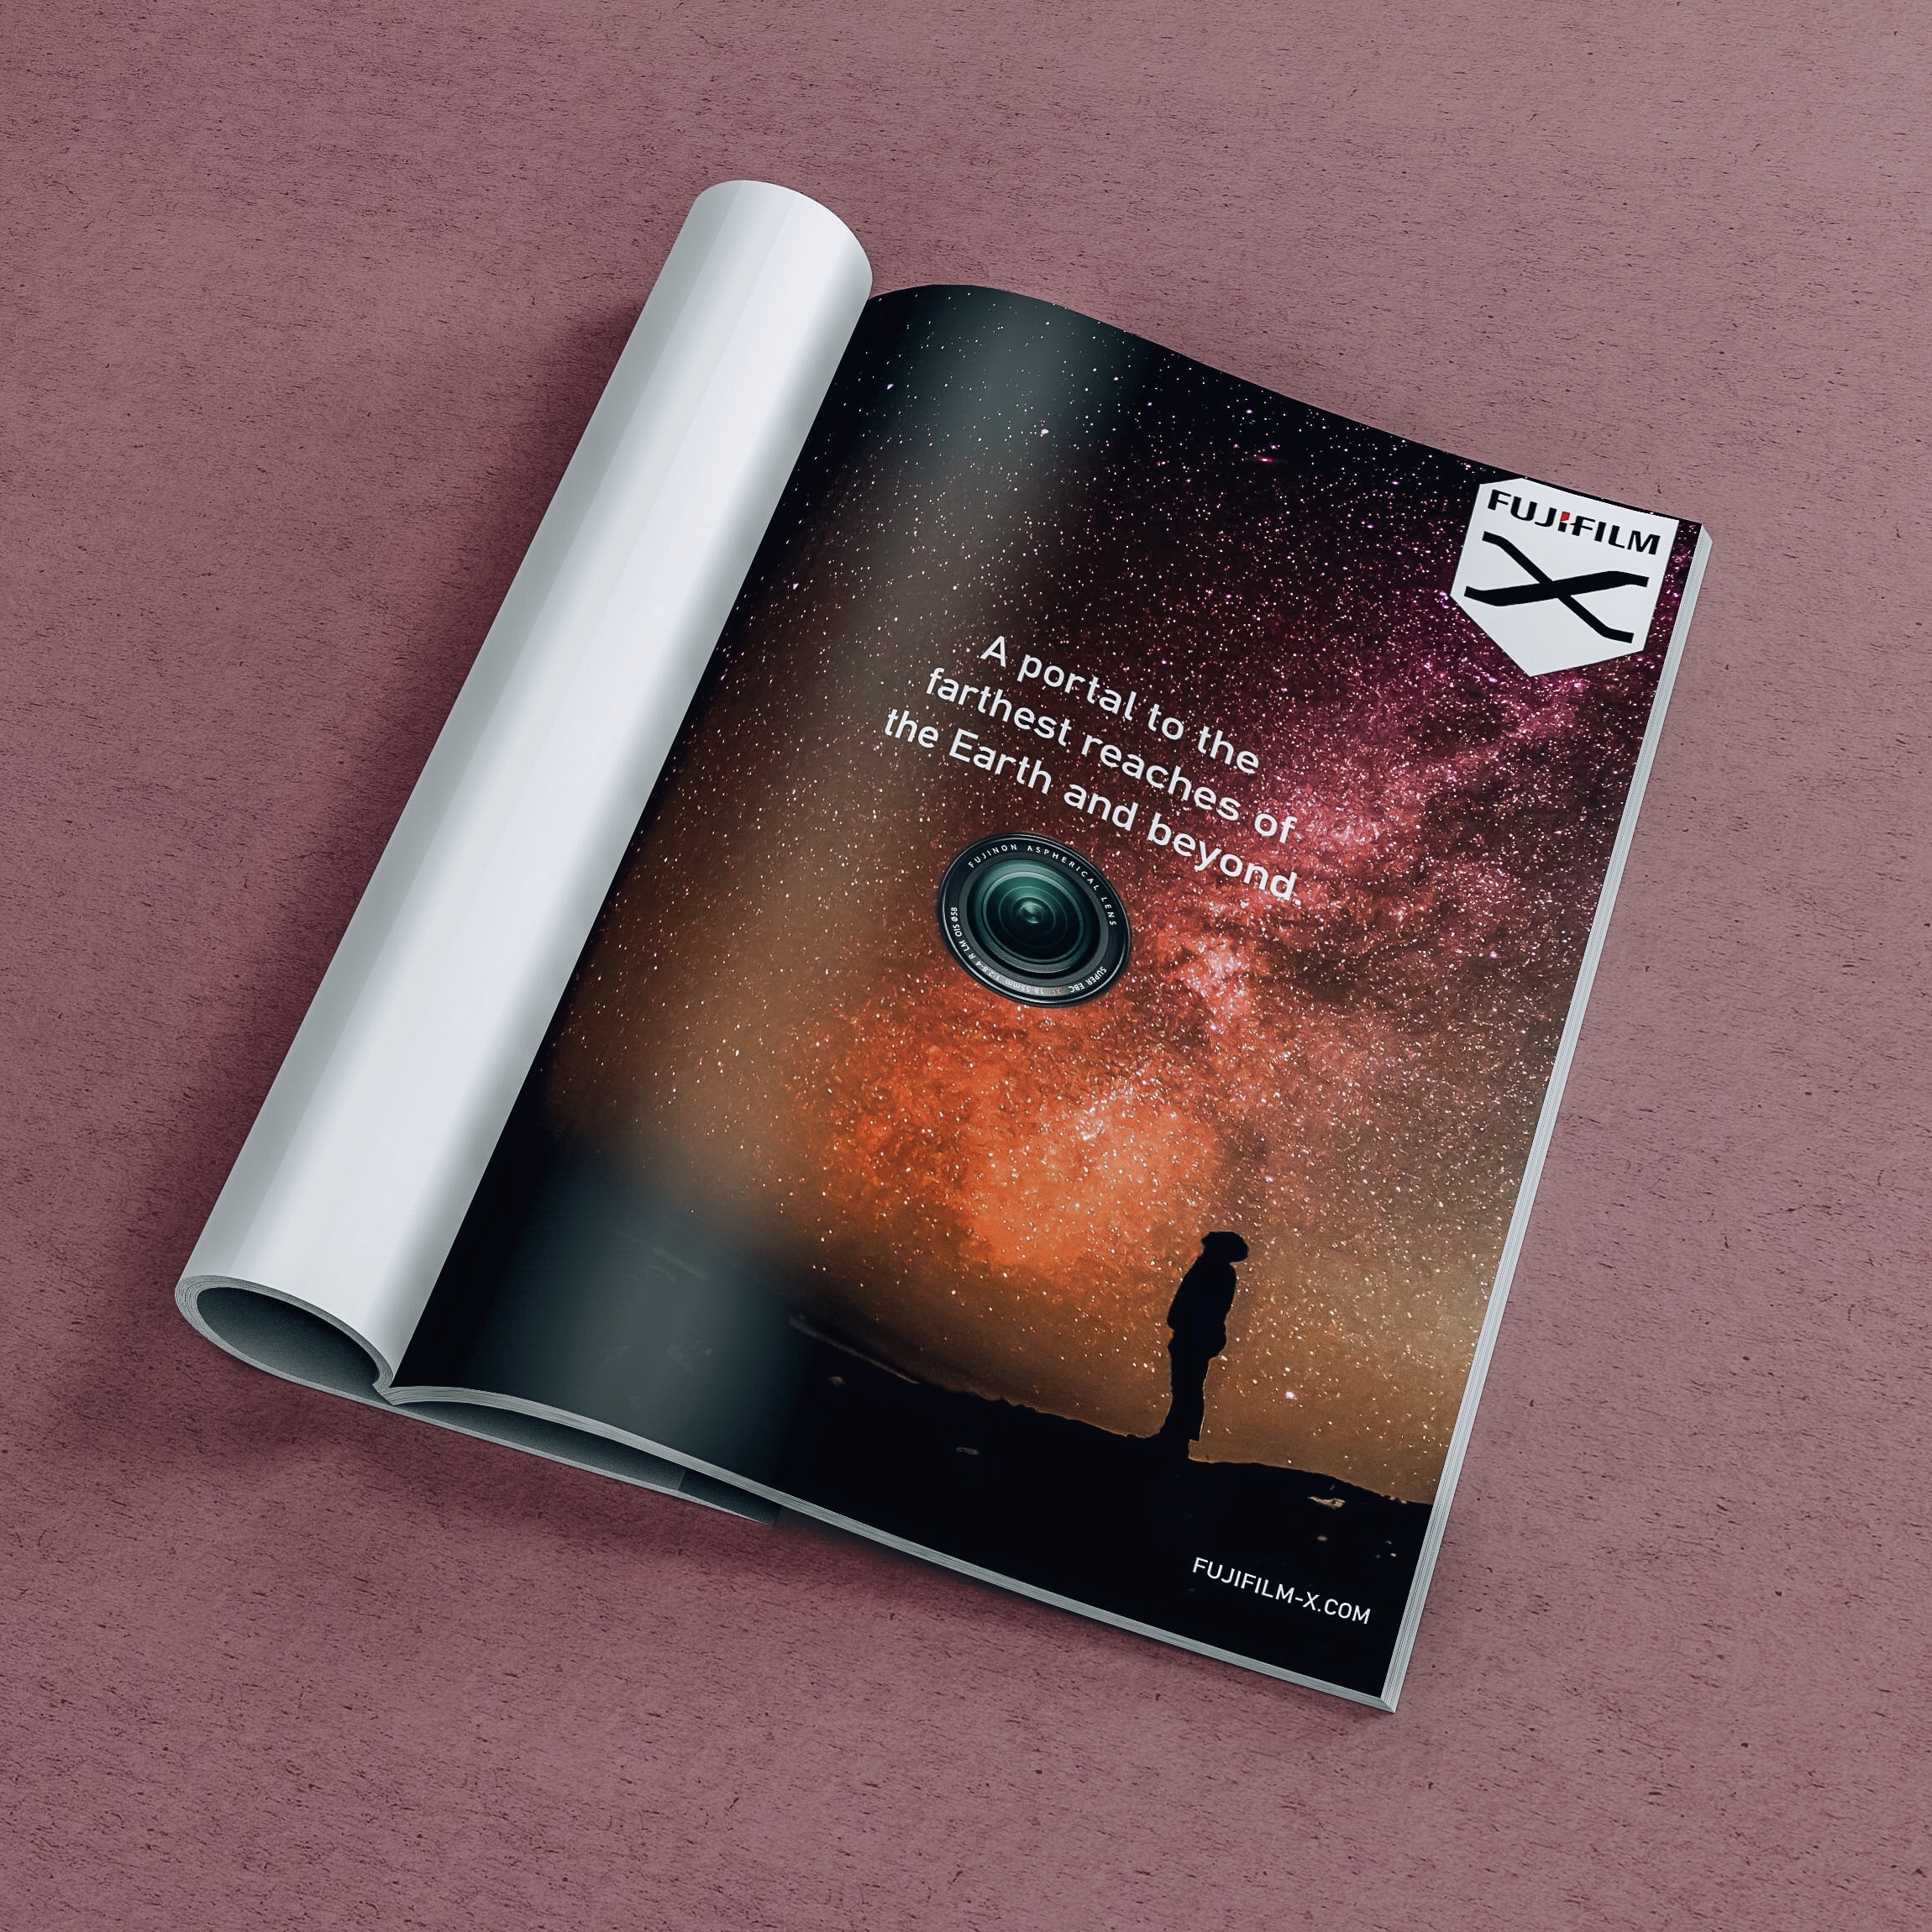 FUJIFILM
X
A portal to the
farthest reaches of
the Earth and beyond.
FUJINON ASPHERICAL LENS
SUPER EBC XF 18-55mm 1:2.8-4 R LM OIS Ø58
FUJIFILM-X.COM